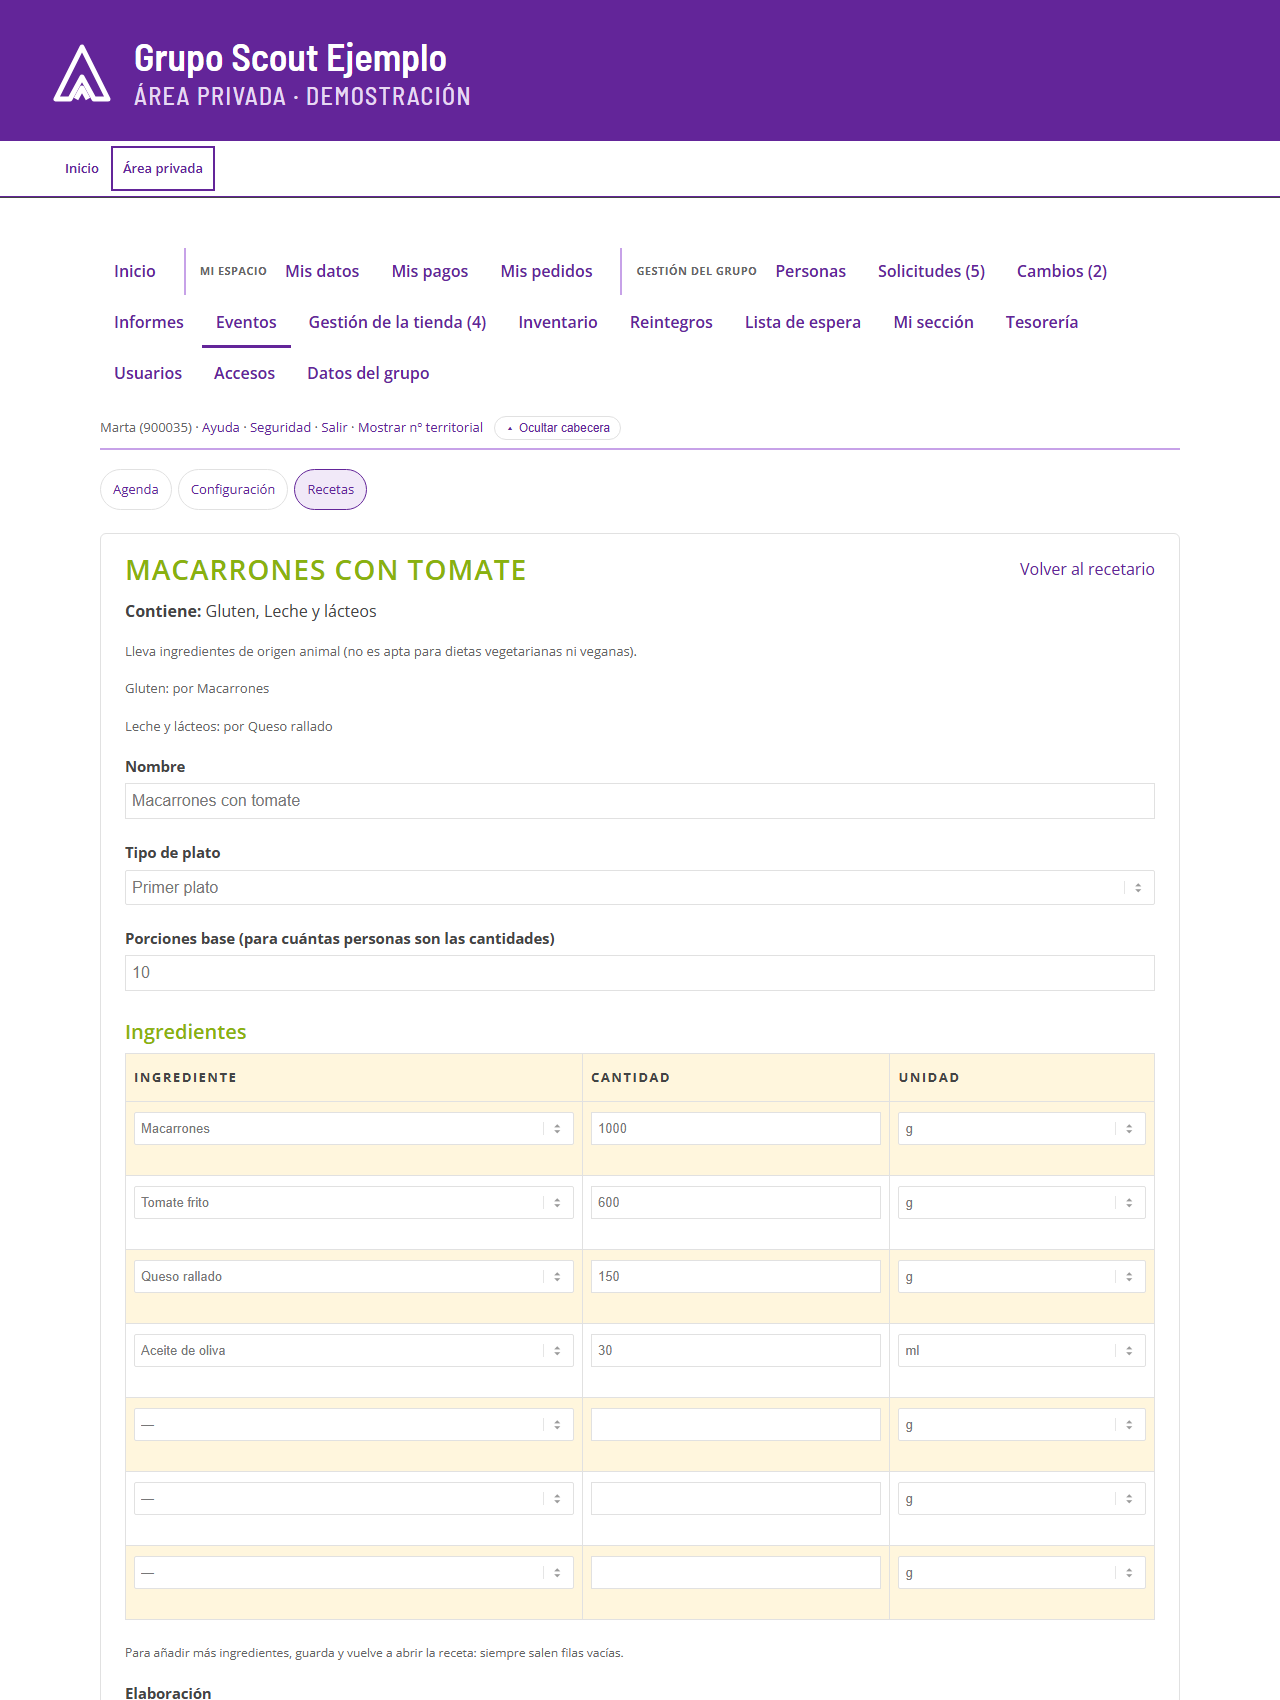 Grupo Scout Ejemplo
ÁREA PRIVADA · DEMOSTRACIÓN
Inicio Área privada
Inicio MI ESPACIO Mis datos Mis pagos Mis pedidos GESTIÓN DEL GRUPO Personas Solicitudes (5) Cambios (2)
Informes Eventos Gestión de la tienda (4) Inventario Reintegros Lista de espera Mi sección Tesorería
Usuarios Accesos Datos del grupo
Marta (900035) · Ayuda · Seguridad · Salir · Mostrar nº territorial ▲ Ocultar cabecera
Agenda Configuración Recetas
MACARRONES CON TOMATE Volver al recetario
Contiene: Gluten, Leche y lácteos
Lleva ingredientes de origen animal (no es apta para dietas vegetarianas ni veganas).
Gluten: por Macarrones
Leche y lácteos: por Queso rallado
Nombre
Macarrones con tomate
Tipo de plato
Primer plato
Porciones base (para cuántas personas son las cantidades)
10
Ingredientes
INGREDIENTE CANTIDAD UNIDAD
Macarrones 1000 g
Tomate frito 600 g
Queso rallado 150 g
Aceite de oliva 30 ml
— g
— g
— g
Para añadir más ingredientes, guarda y vuelve a abrir la receta: siempre salen filas vacías.
Elaboración